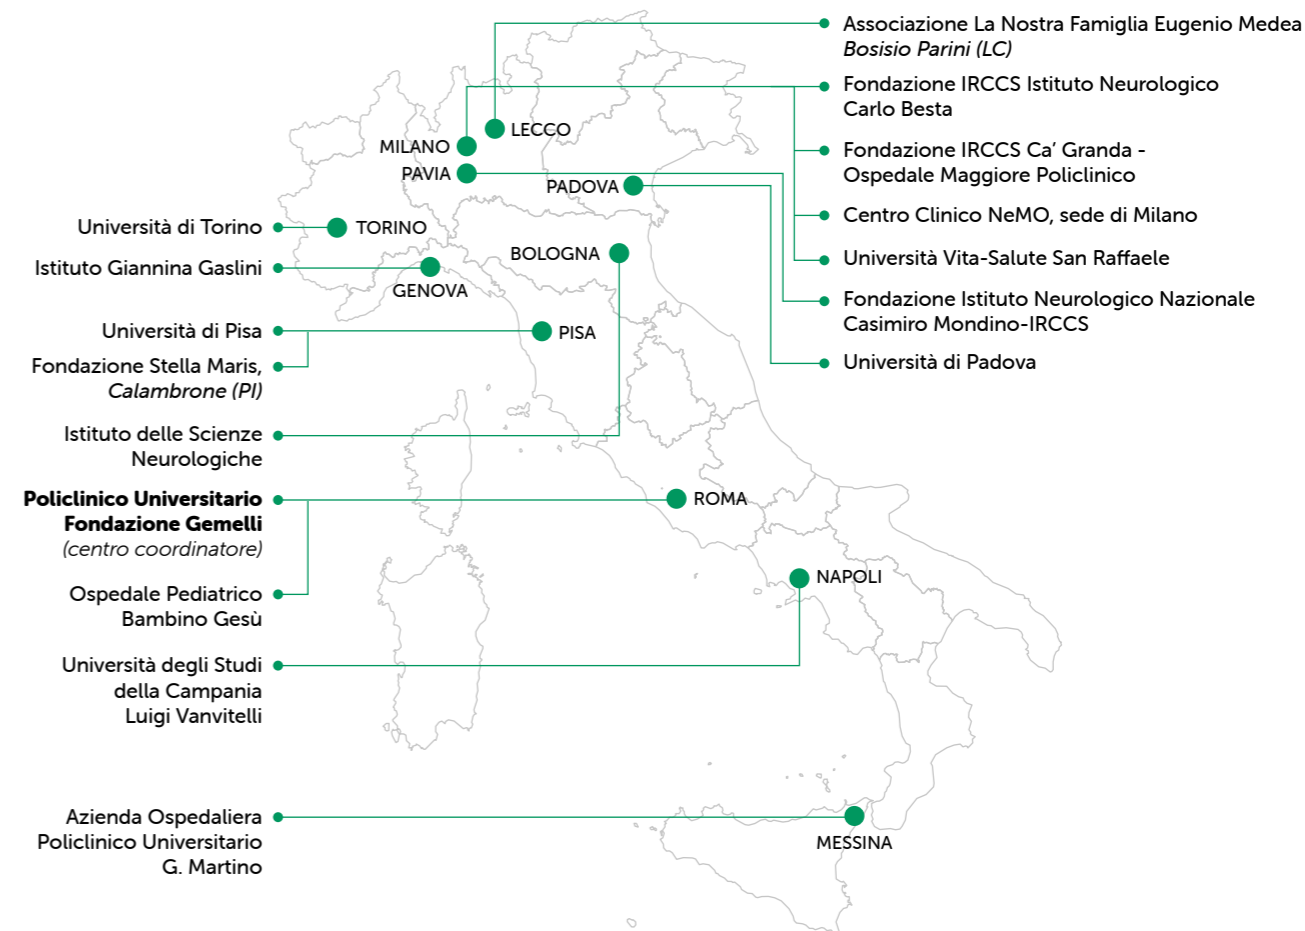 Associazione La Nostra Famiglia Eugenio Medea
Bosisio Parini (LC)
Fondazione IRCCS Istituto Neurologico
Carlo Besta
Fondazione IRCCS Ca’ Granda -
Ospedale Maggiore Policlinico
Centro Clinico NeMO, sede di Milano
Università Vita-Salute San Raffaele
Fondazione Istituto Neurologico Nazionale
Casimiro Mondino-IRCCS
Università di Padova
LECCO
MILANO
PAVIA
PADOVA
TORINO
BOLOGNA
GENOVA
PISA
ROMA
NAPOLI
MESSINA
Università di Torino
Istituto Giannina Gaslini
Università di Pisa
Fondazione Stella Maris,
Calambrone (PI)
Istituto delle Scienze
Neurologiche
Policlinico Universitario
Fondazione Gemelli
(centro coordinatore)
Ospedale Pediatrico
Bambino Gesù
Università degli Studi
della Campania
Luigi Vanvitelli
Azienda Ospedaliera
Policlinico Universitario
G. Martino